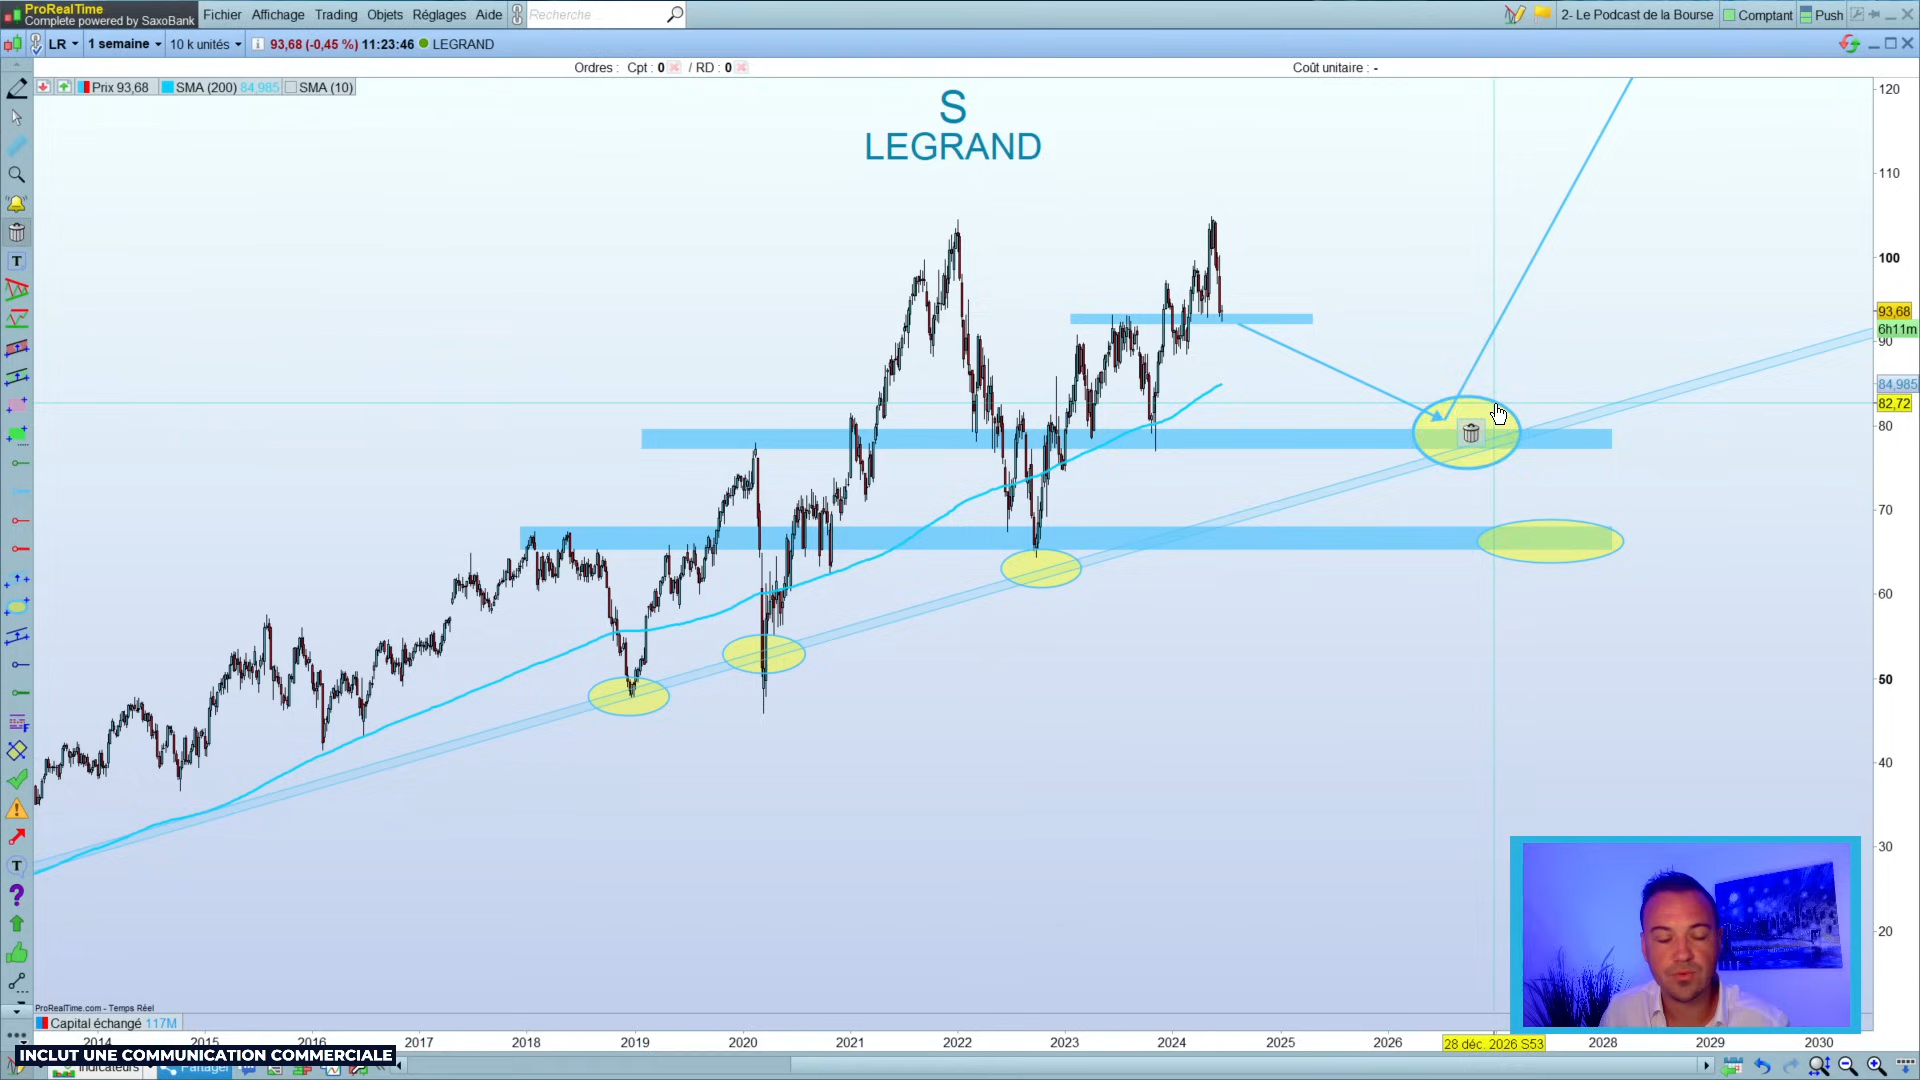 ProRealTime
Complete powered by SaxoBank
Fichier Affichage Trading Objets Réglages Aide
Recherche...
2- Le Podcast de la Bourse Comptant Push
LR 1 semaine 10 k unités 93,68 (-0,45 %) 11:23:46 LEGRAND
Ordres : Cpt : 0 / RD : 0
Coût unitaire : -
Prix 93,68 SMA (200) 84,985 SMA (10)
S
LEGRAND
120
110
100
93,68
6h11m
90
84,985
82,72
80
70
60
50
40
30
20
ProRealTime.com - Temps Réel
Capital échangé 117M
2014 2015 2016 2017 2018 2019 2020 2021 2022 2023 2024 2025 2026 28 déc. 2026 S53 2028 2029 2030
INCLUT UNE COMMUNICATION COMMERCIALE
Indicateurs Partager